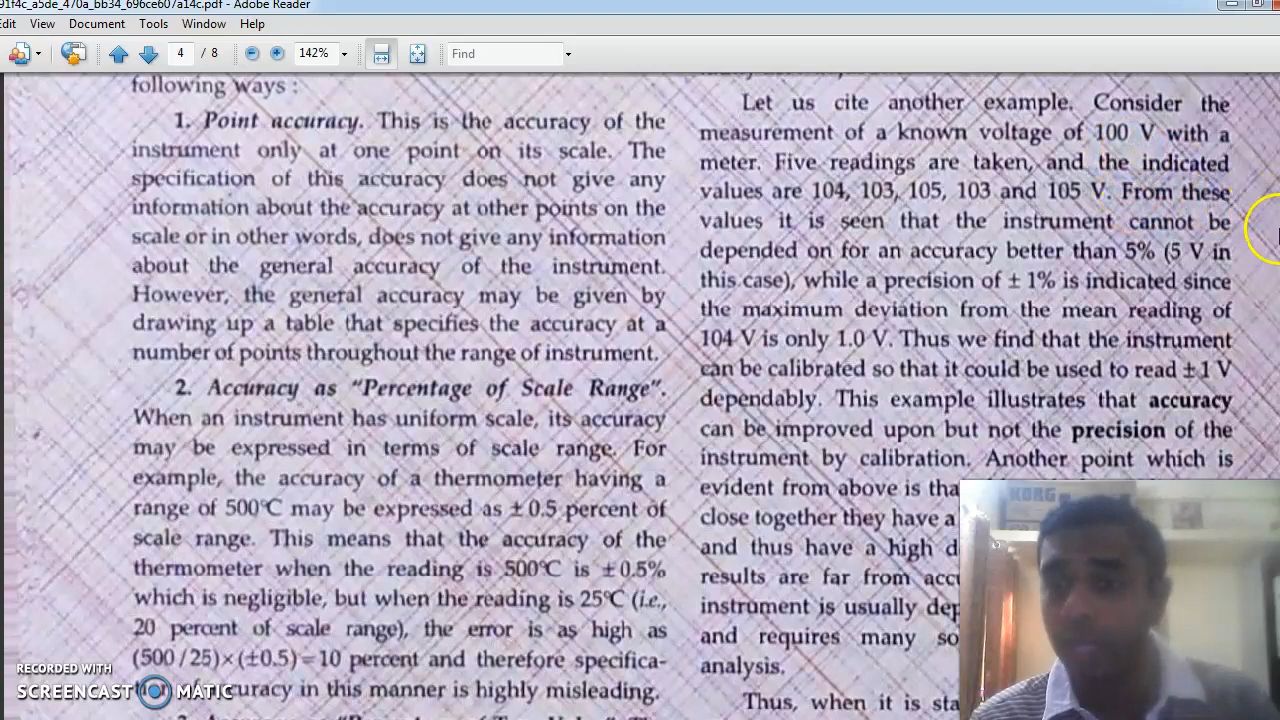 91f4c_a5de_470a_bb34_696ce607a14c.pdf - Adobe Reader
Edit View Document Tools Window Help
4 / 8 142% Find
following ways :
1. Point accuracy. This is the accuracy of the
instrument only at one point on its scale. The
specification of this accuracy does not give any
information about the accuracy at other points on the
scale or in other words, does not give any information
about the general accuracy of the instrument.
However, the general accuracy may be given by
drawing up a table that specifies the accuracy at a
number of points throughout the range of instrument.
2. Accuracy as "Percentage of Scale Range".
When an instrument has uniform scale, its accuracy
may be expressed in terms of scale range. For
example, the accuracy of a thermometer having a
range of 500℃ may be expressed as ± 0.5 percent of
scale range. This means that the accuracy of the
thermometer when the reading is 500℃ is ± 0.5%
which is negligible, but when the reading is 25℃ (i.e.,
20 percent of scale range), the error is as high as
(500 / 25)×(±0.5) = 10 percent and therefore specifica-
accuracy in this manner is highly misleading.
Let us cite another example. Consider the
measurement of a known voltage of 100 V with a
meter. Five readings are taken, and the indicated
values are 104, 103, 105, 103 and 105 V. From these
values it is seen that the instrument cannot be
depended on for an accuracy better than 5% (5 V in
this case), while a precision of ± 1% is indicated since
the maximum deviation from the mean reading of
104 V is only 1.0 V. Thus we find that the instrument
can be calibrated so that it could be used to read ± 1 V
dependably. This example illustrates that accuracy
can be improved upon but not the precision of the
instrument by calibration. Another point which is
evident from above is
close together they have a
and thus have a high
results are far from
instrument is usually
and requires many
analysis.
Thus, when it is
KORG
RECORDED WITH
SCREENCAST MATIC